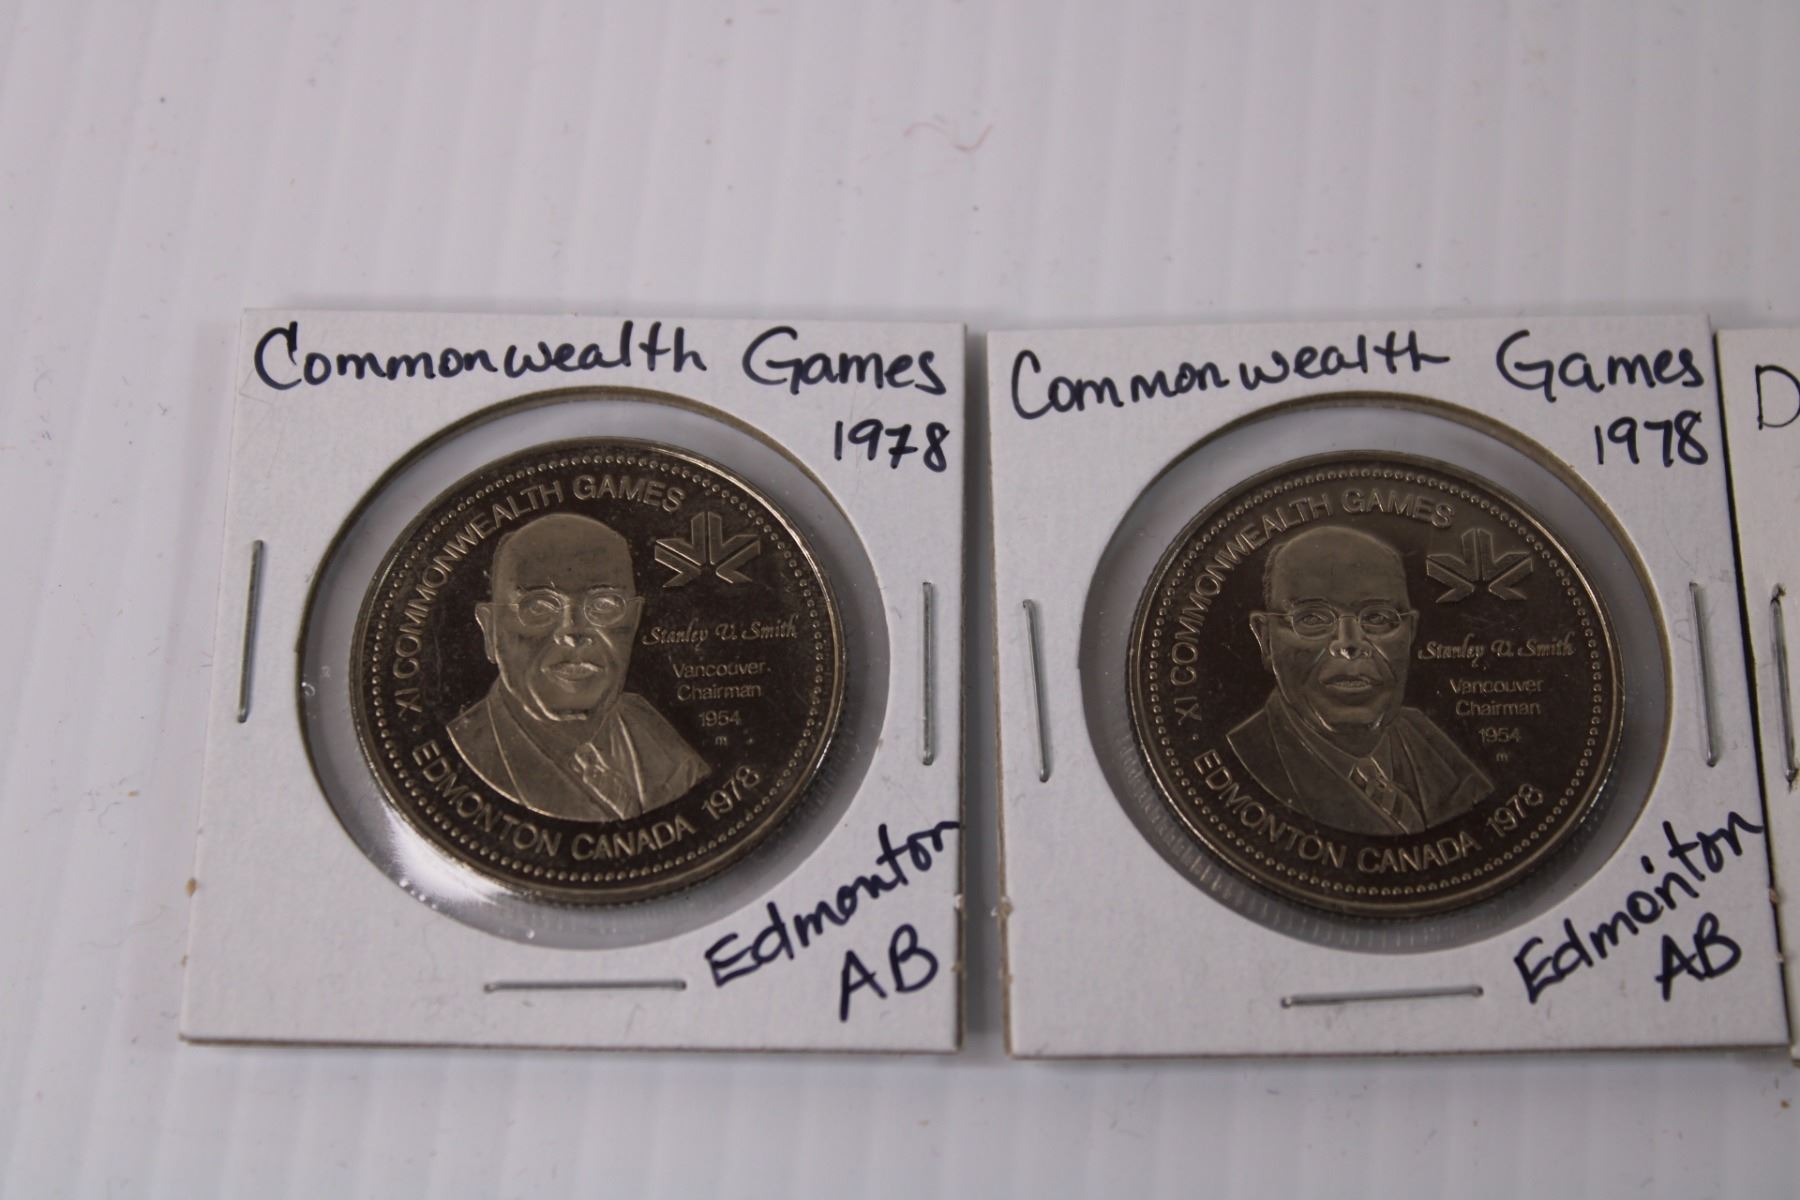 Commonwealth Games
1978
XI COMMONWEALTH GAMES
Stanley V. Smith
Vancouver
Chairman
1954
m
EDMONTON CANADA 1978
Edmonton
AB
Commonwealth Games
1978
XI COMMONWEALTH GAMES
Stanley V. Smith
Vancouver
Chairman
1954
m
EDMONTON CANADA 1978
Edmonton
AB
D